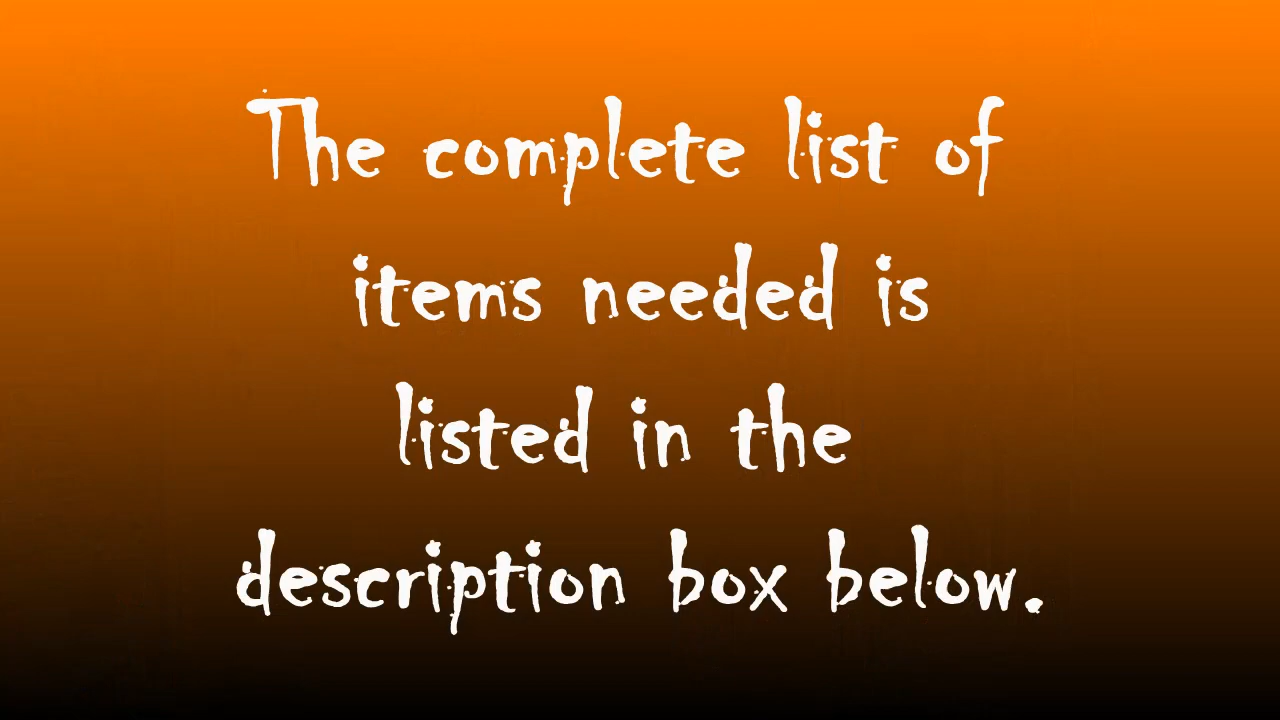 The complete list of
items needed is
listed in the
description box below.